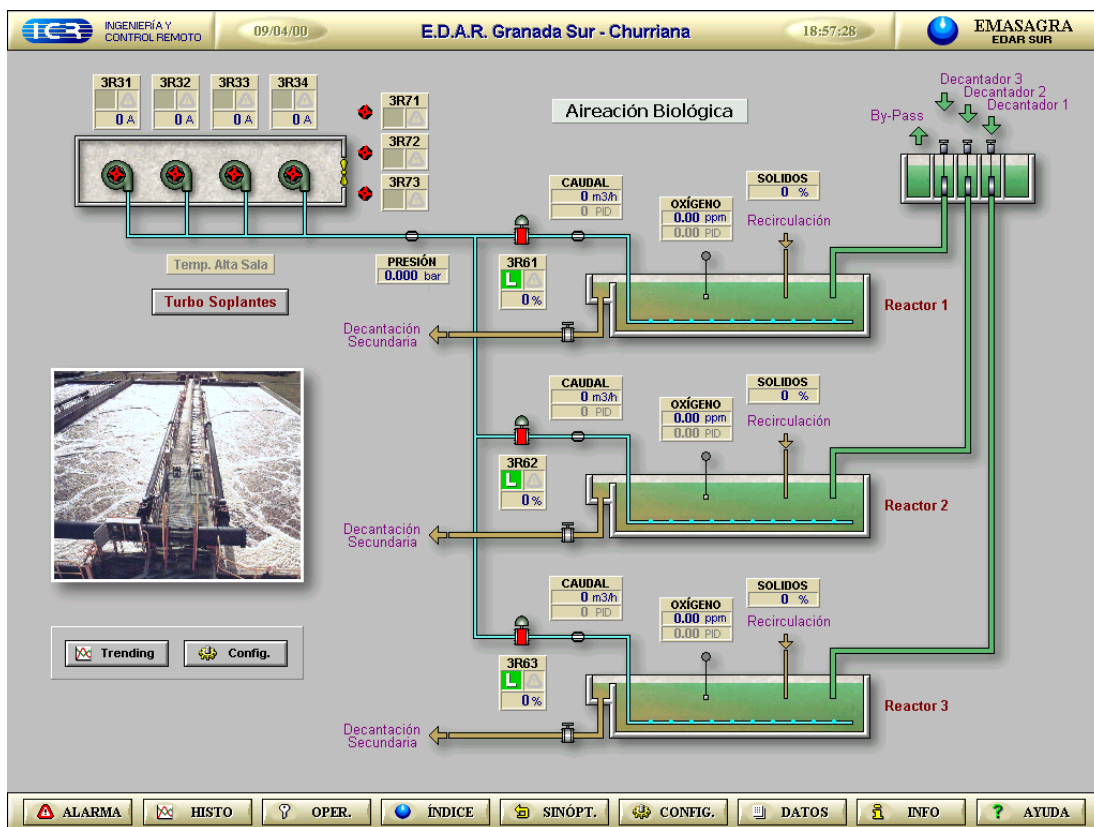 ICR
INGENIERÍA Y
CONTROL REMOTO
09/04/00
E.D.A.R. Granada Sur - Churriana
18:57:28
EMASAGRA
EDAR SUR
3R31
0 A
3R32
0 A
3R33
0 A
3R34
0 A
3R71
3R72
3R73
Aireación Biológica
Decantador 3
Decantador 2
Decantador 1
By-Pass
Temp. Alta Sala
Turbo Soplantes
PRESIÓN
0.000 bar
CAUDAL
0 m3/h
0 PID
3R61
L
0 %
OXÍGENO
0.00 ppm
0.00 PID
SOLIDOS
0 %
Recirculación
Reactor 1
Decantación
Secundaria
CAUDAL
0 m3/h
0 PID
3R62
L
0 %
OXÍGENO
0.00 ppm
0.00 PID
SOLIDOS
0 %
Recirculación
Reactor 2
Decantación
Secundaria
CAUDAL
0 m3/h
0 PID
3R63
L
0 %
OXÍGENO
0.00 ppm
0.00 PID
SOLIDOS
0 %
Recirculación
Reactor 3
Decantación
Secundaria
Trending
Config.
ALARMA
HISTO
OPER.
ÍNDICE
SINÓPT.
CONFIG.
DATOS
INFO
AYUDA